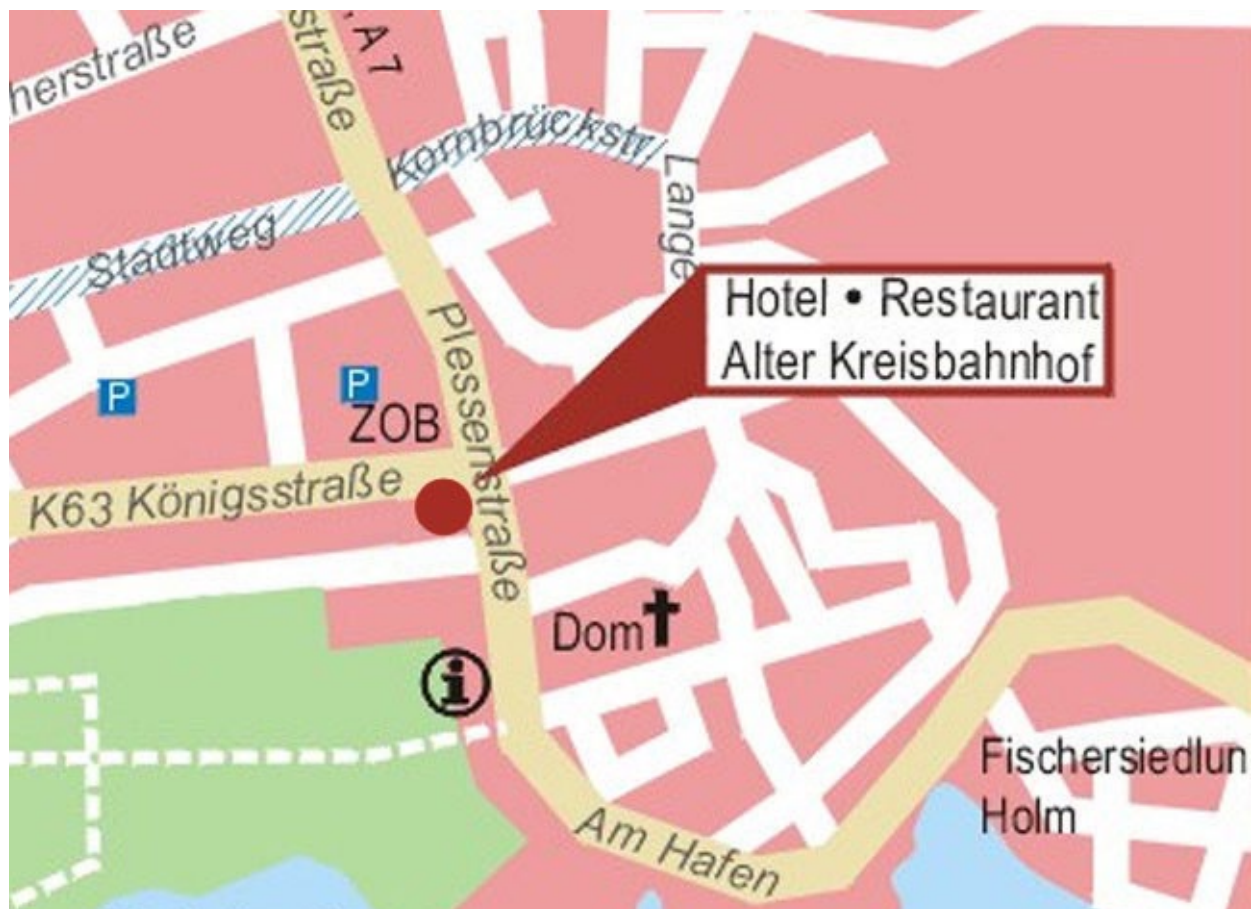 herstraße
straße
, A 7
Kornbrückstr
Stadtweg
Lange
Hotel • Restaurant
Alter Kreisbahnhof
Plessenstraße
P
P
ZOB
K63 Königsstraße
Dom
i
Fischersiedlun
Holm
Am Hafen